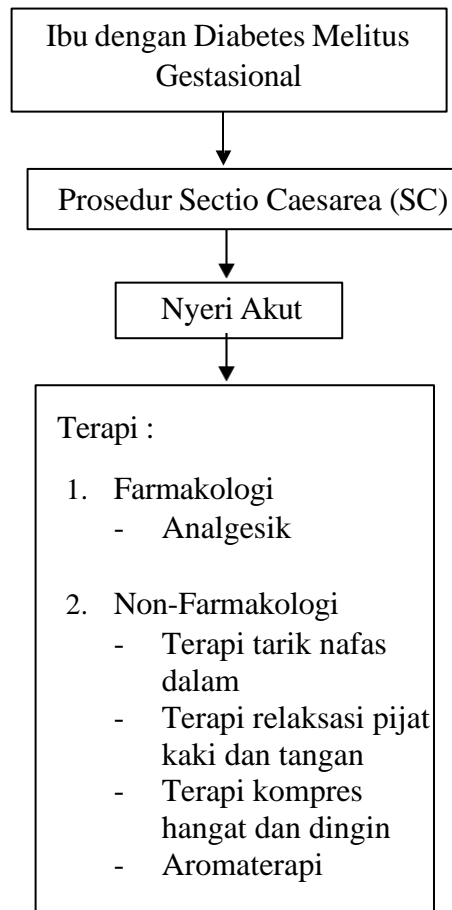 Ibu dengan Diabetes Melitus
Gestasional
Prosedur Sectio Caesarea (SC)
Nyeri Akut
Terapi :
1. Farmakologi
- Analgesik
2. Non-Farmakologi
- Terapi tarik nafas
dalam
- Terapi relaksasi pijat
kaki dan tangan
- Terapi kompres
hangat dan dingin
- Aromaterapi